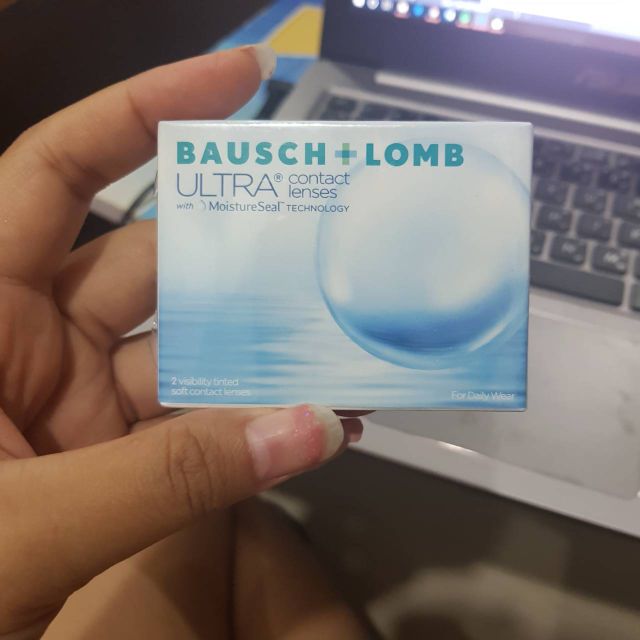 BAUSCH + LOMB
ULTRA® contact lenses
with MoistureSeal™ TECHNOLOGY
2 visibility tinted
soft contact lenses
For Daily Wear